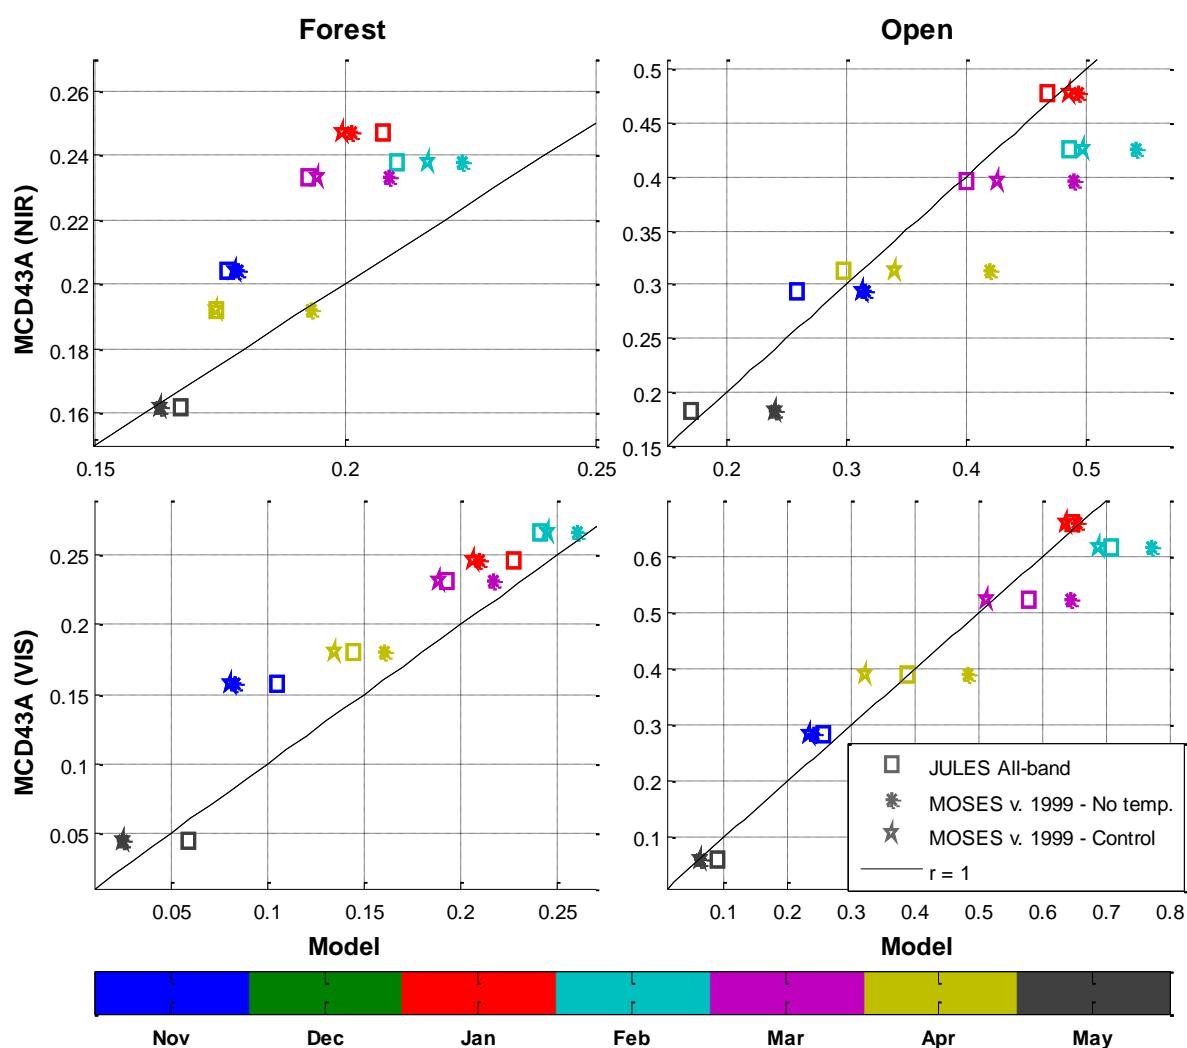 Forest
Open
MCD43A (NIR)
0.26
0.24
0.22
0.2
0.18
0.16
0.15
0.2
0.25
0.5
0.45
0.4
0.35
0.3
0.25
0.2
0.15
0.2
0.3
0.4
0.5
MCD43A (VIS)
0.25
0.2
0.15
0.1
0.05
0.05
0.1
0.15
0.2
0.25
Model
0.6
0.5
0.4
0.3
0.2
0.1
0.1
0.2
0.3
0.4
0.5
0.6
0.7
0.8
Model
JULES All-band
MOSES v. 1999 - No temp.
MOSES v. 1999 - Control
r = 1
Nov
Dec
Jan
Feb
Mar
Apr
May